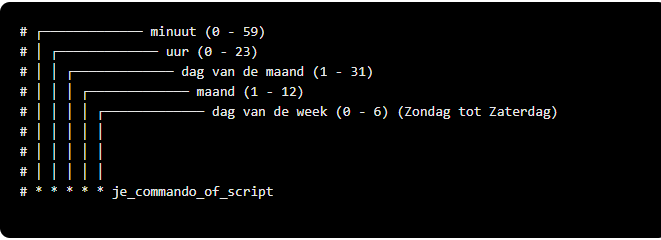 # ┌───────────── minuut (0 - 59)
# │ ┌───────────── uur (0 - 23)
# │ │ ┌───────────── dag van de maand (1 - 31)
# │ │ │ ┌───────────── maand (1 - 12)
# │ │ │ │ ┌───────────── dag van de week (0 - 6) (Zondag tot Zaterdag)
# │ │ │ │ │
# │ │ │ │ │
# │ │ │ │ │
# * * * * * je_commando_of_script